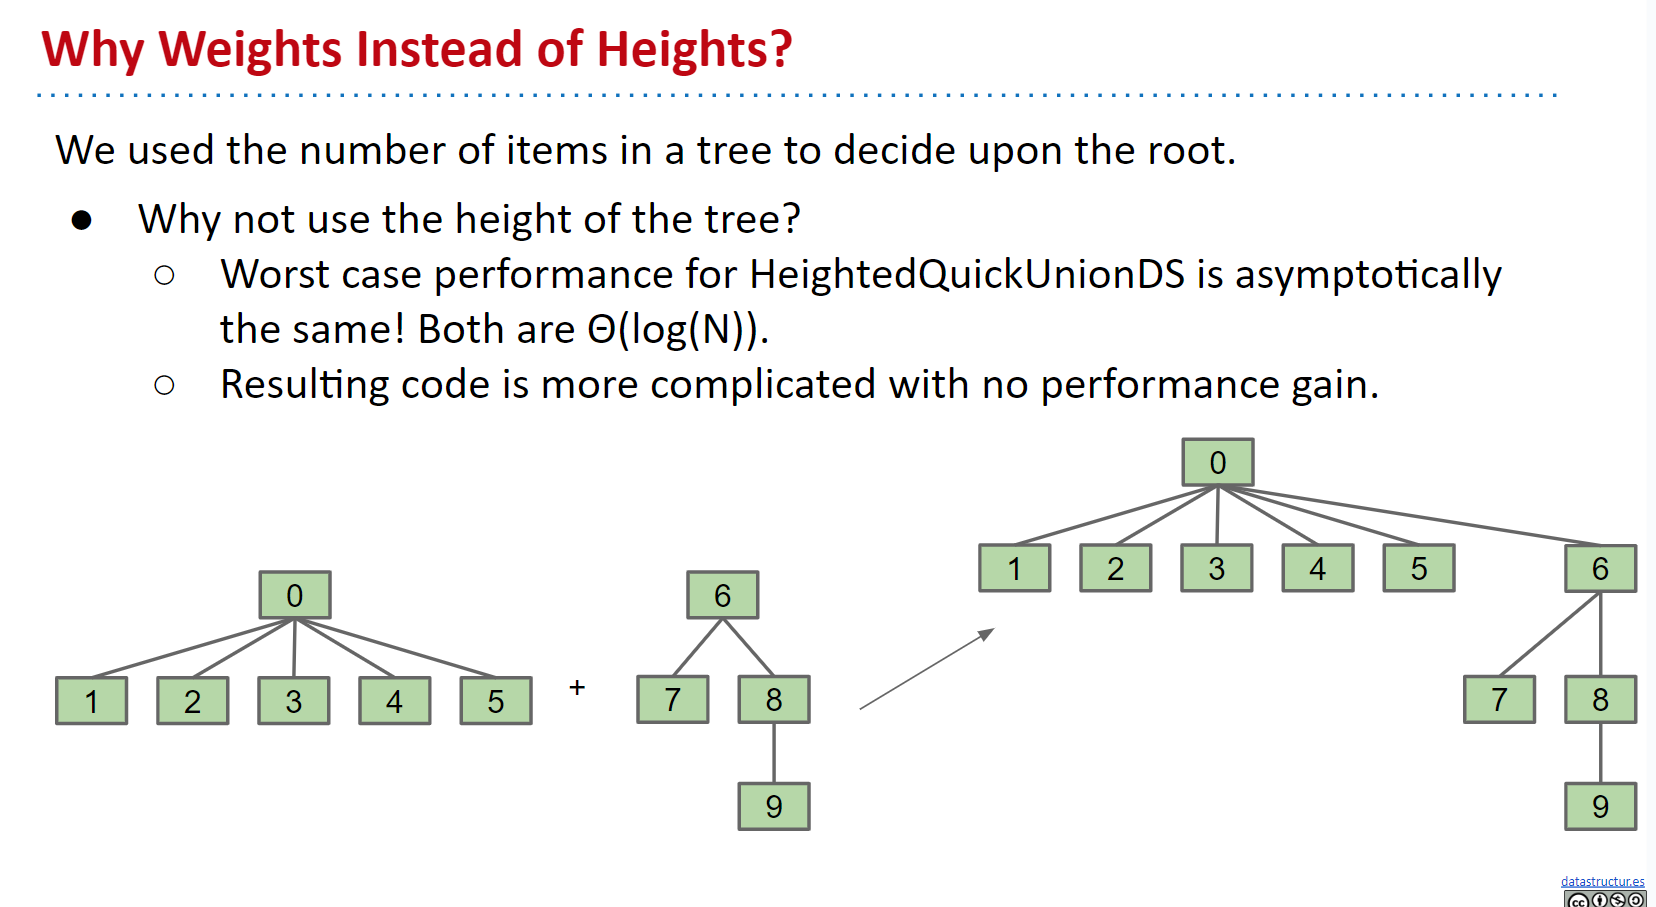 Why Weights Instead of Heights?
We used the number of items in a tree to decide upon the root.
● Why not use the height of the tree?
○ Worst case performance for HeightedQuickUnionDS is asymptotically
the same! Both are Θ(log(N)).
○ Resulting code is more complicated with no performance gain.
0
1 2 3 4 5 6
0 6
7 8
1 2 3 4 5 + 7 8
9 9
datastructur.es
cc